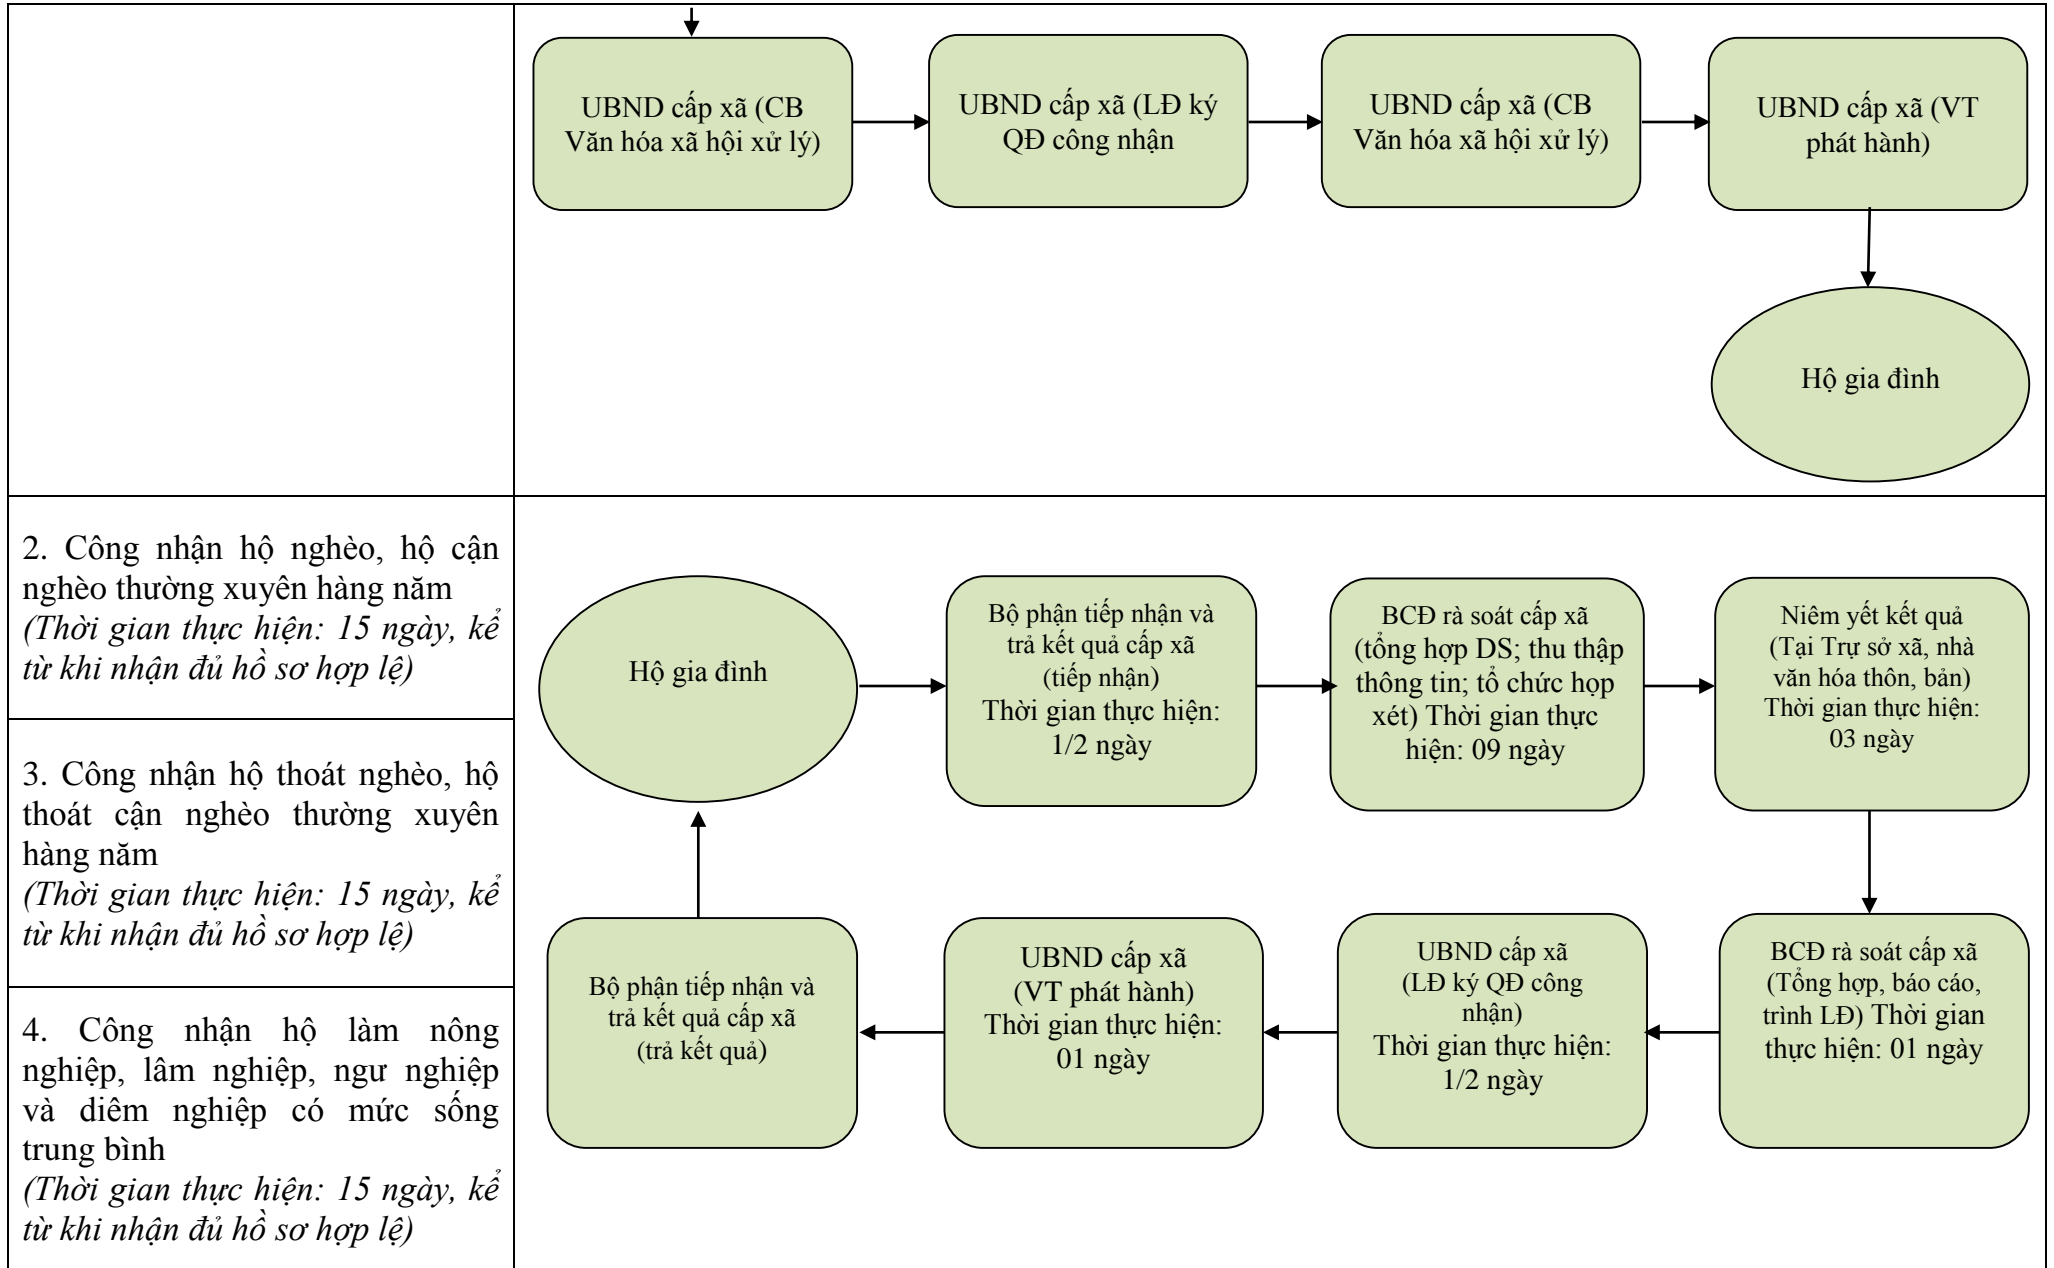 UBND cấp xã (CB
Văn hóa xã hội xử lý)
UBND cấp xã (LĐ ký
QĐ công nhận
UBND cấp xã (CB
Văn hóa xã hội xử lý)
UBND cấp xã (VT
phát hành)
Hộ gia đình
2. Công nhận hộ nghèo, hộ cận
nghèo thường xuyên hàng năm
(Thời gian thực hiện: 15 ngày, kể
từ khi nhận đủ hồ sơ hợp lệ)
3. Công nhận hộ thoát nghèo, hộ
thoát cận nghèo thường xuyên
hàng năm
(Thời gian thực hiện: 15 ngày, kể
từ khi nhận đủ hồ sơ hợp lệ)
4. Công nhận hộ làm nông
nghiệp, lâm nghiệp, ngư nghiệp
và diêm nghiệp có mức sống
trung bình
(Thời gian thực hiện: 15 ngày, kể
từ khi nhận đủ hồ sơ hợp lệ)
Hộ gia đình
Bộ phận tiếp nhận và
trả kết quả cấp xã
(tiếp nhận)
Thời gian thực hiện:
1/2 ngày
BCĐ rà soát cấp xã
(tổng hợp DS; thu thập
thông tin; tổ chức họp
xét) Thời gian thực
hiện: 09 ngày
Niêm yết kết quả
(Tại Trự sở xã, nhà
văn hóa thôn, bản)
Thời gian thực hiện:
03 ngày
BCĐ rà soát cấp xã
(Tổng hợp, báo cáo,
trình LĐ) Thời gian
thực hiện: 01 ngày
UBND cấp xã
(LĐ ký QĐ công
nhận)
Thời gian thực hiện:
1/2 ngày
UBND cấp xã
(VT phát hành)
Thời gian thực hiện:
01 ngày
Bộ phận tiếp nhận và
trả kết quả cấp xã
(trả kết quả)